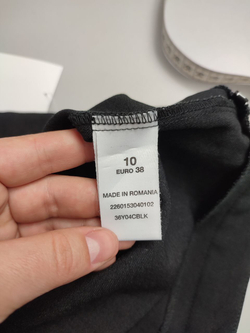 10
EURO 38
MADE IN ROMANIA
2260153040102
36Y04CBLK